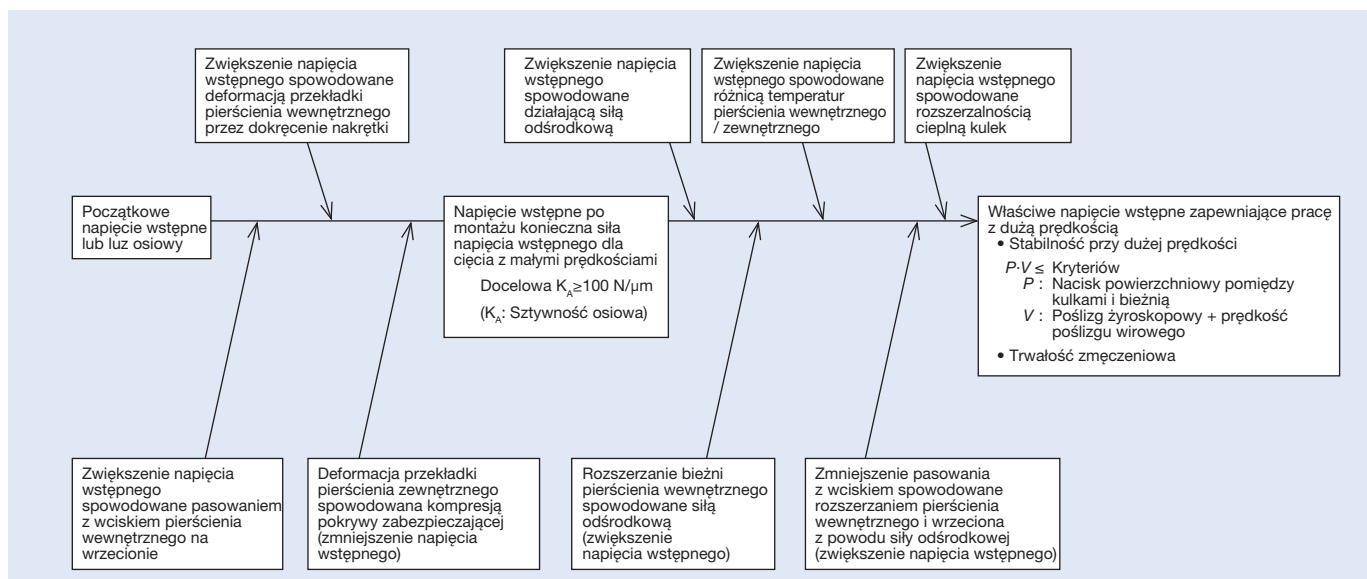 Zwiększenie napięcia
wstępnego spowodowane
deformacją przekładki
pierścienia wewnętrznego
przez dokręcenie nakrętki
Zwiększenie napięcia
wstępnego
spowodowane
działającą siłą
odśrodkową
Zwiększenie napięcia
wstępnego spowodowane
różnicą temperatur
pierścienia wewnętrznego
/ zewnętrznego
Zwiększenie
napięcia wstępnego
spowodowane
rozszerzalnością
cieplną kulek
Początkowe
napięcie wstępne
lub luz osiowy
Napięcie wstępne po
montażu konieczna siła
napięcia wstępnego dla
cięcia z małymi prędkościami
Docelowa K_A≥100 N/µm
(K_A: Sztywność osiowa)
Właściwe napięcie wstępne zapewniające pracę
z dużą prędkością
• Stabilność przy dużej prędkości
P·V ≤ Kryteriów
P : Nacisk powierzchniowy pomiędzy
kulkami i bieżnią
V : Poślizg żyroskopowy + prędkość
poślizgu wirowego
• Trwałość zmęczeniowa
Zwiększenie napięcia
wstępnego
spowodowane pasowaniem
z wciskiem pierścienia
wewnętrznego na
wrzecionie
Deformacja przekładki
pierścienia zewnętrznego
spowodowana kompresją
pokrywy zabezpieczającej
(zmniejszenie napięcia
wstępnego)
Rozszerzanie bieżni
pierścienia wewnętrznego
spowodowane siłą
odśrodkową
(zwiększenie
napięcia wstępnego)
Zmniejszenie pasowania
z wciskiem spowodowane
rozszerzaniem pierścienia
wewnętrznego i wrzeciona
z powodu siły odśrodkowej
(zwiększenie napięcia wstępnego)